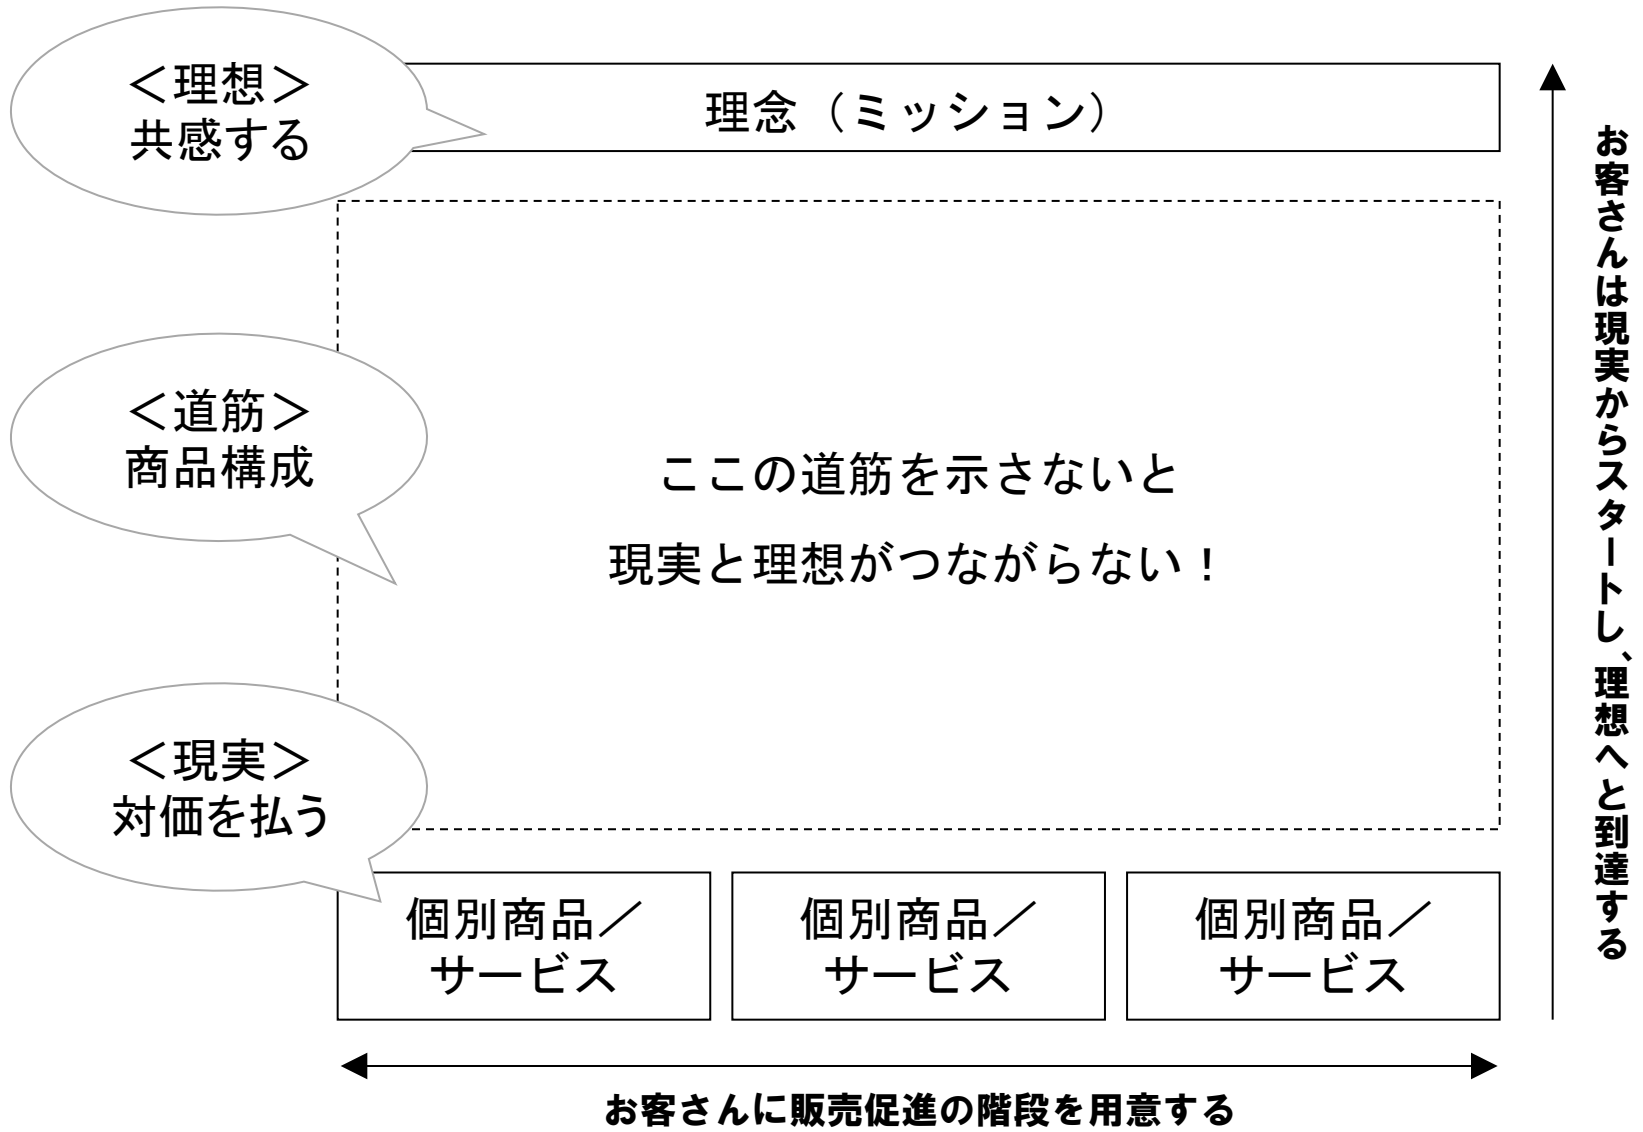 ＜理想＞
共感する
理念（ミッション）
＜道筋＞
商品構成
ここの道筋を示さないと
現実と理想がつながらない！
＜現実＞
対価を払う
個別商品／
サービス
個別商品／
サービス
個別商品／
サービス
お客さんに販売促進の階段を用意する
お客さんは現実からスタートし、理想へと到達する